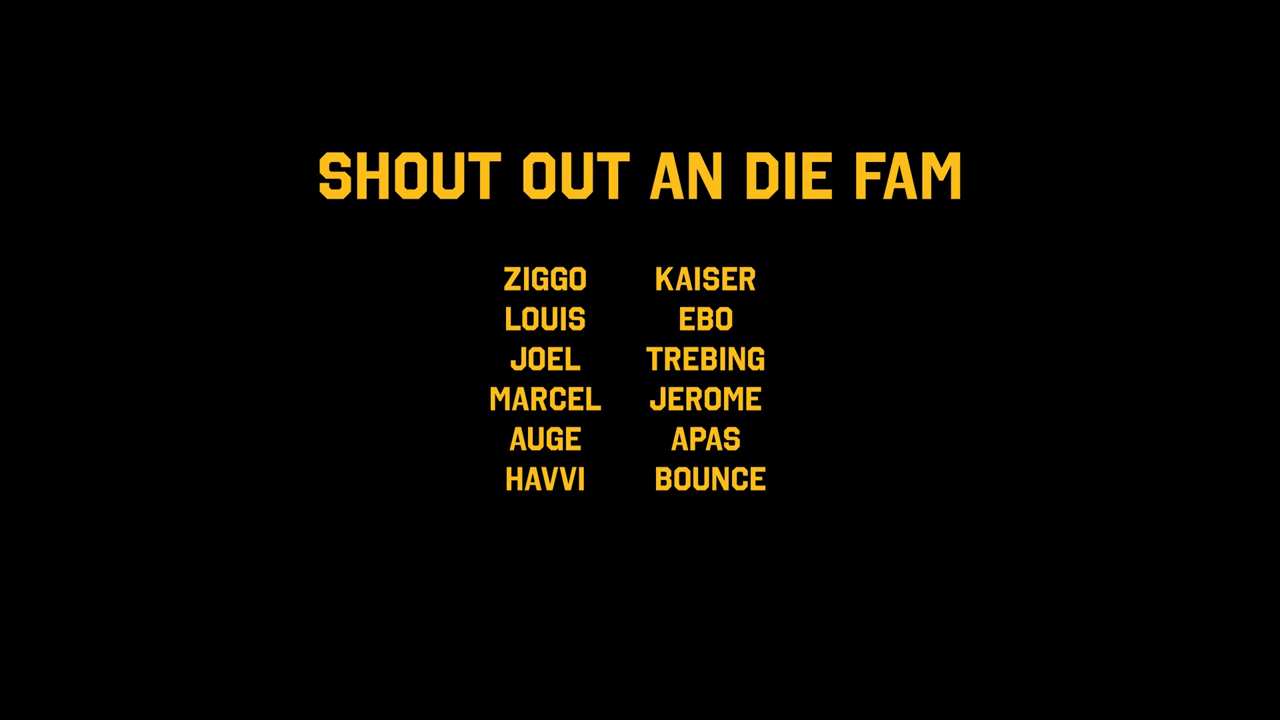 SHOUT OUT AN DIE FAM
ZIGGO KAISER
LOUIS EBO
JOEL TREBING
MARCEL JEROME
AUGE APAS
HAVVI BOUNCE